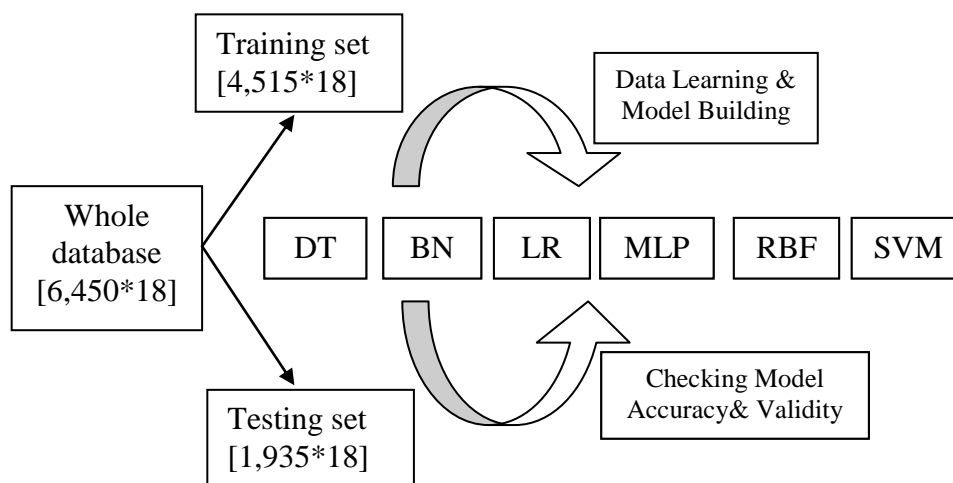 Training set
[4,515*18]
Data Learning &
Model Building
Whole
database
[6,450*18]
DT
BN
LR
MLP
RBF
SVM
Checking Model
Accuracy& Validity
Testing set
[1,935*18]